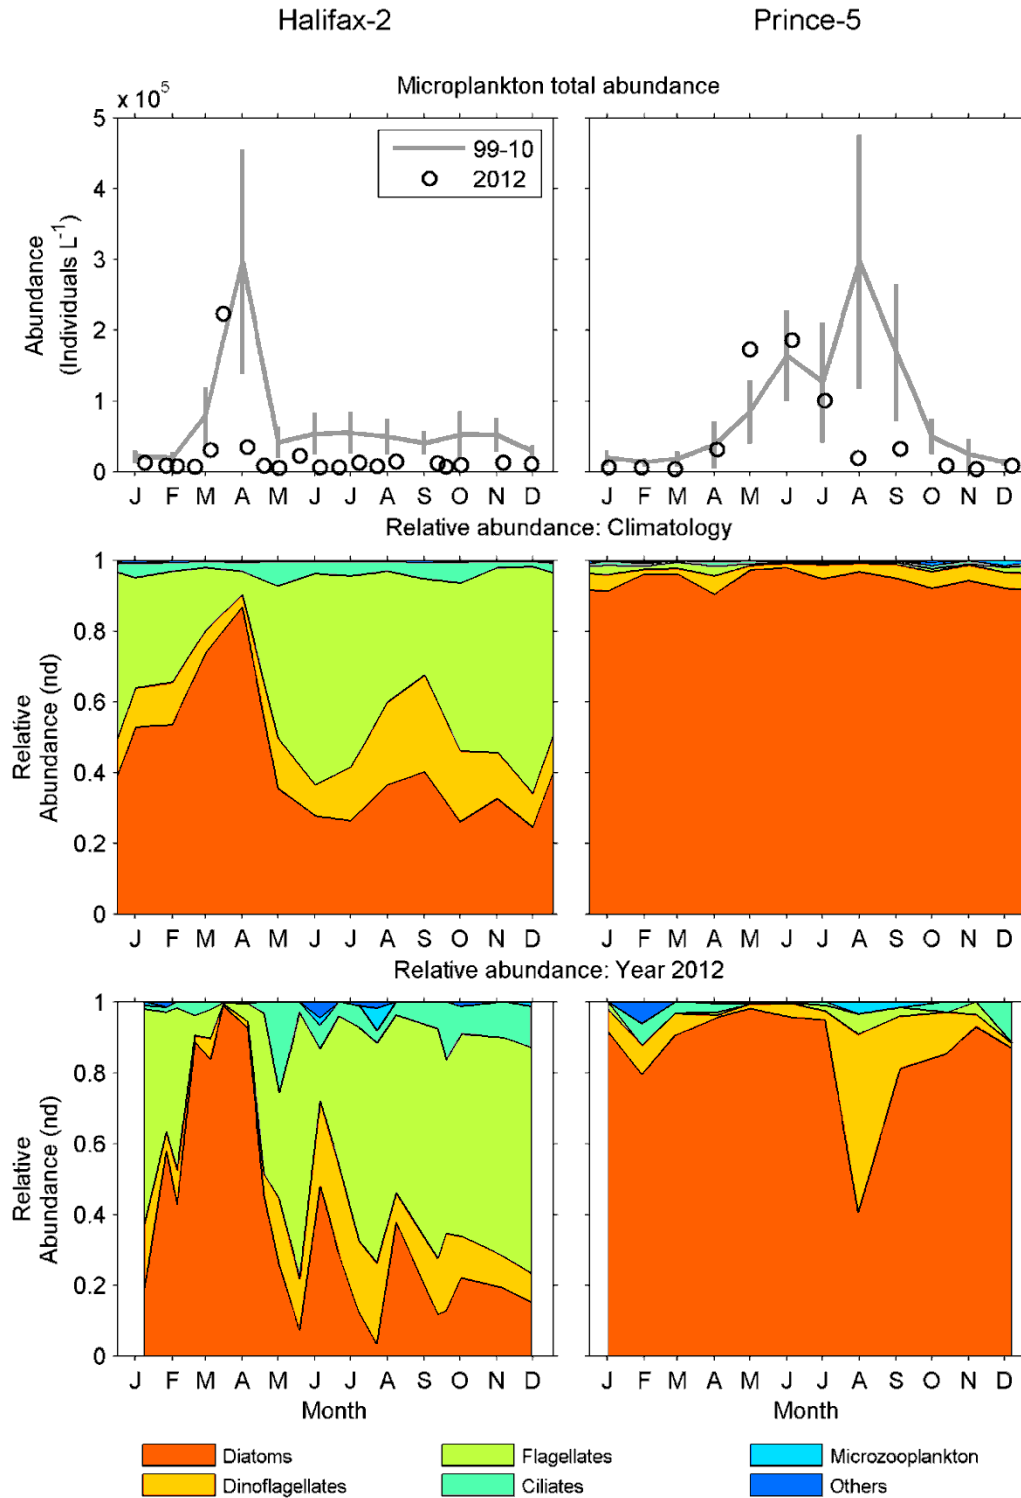 Halifax-2 Prince-5
Microplankton total abundance
x 10^5
5
4
3
2
1
0
Abundance
(Individuals L^-1)
99-10
2012
J F M A M J J A S O N D
J F M A M J J A S O N D
Relative abundance: Climatology
1
0.8
0.6
0.4
0.2
0
Relative
Abundance (nd)
J F M A M J J A S O N D
J F M A M J J A S O N D
Relative abundance: Year 2012
1
0.8
0.6
0.4
0.2
0
Relative
Abundance (nd)
J F M A M J J A S O N D
J F M A M J J A S O N D
Month Month
Diatoms Flagellates Microzooplankton
Dinoflagellates Ciliates Others